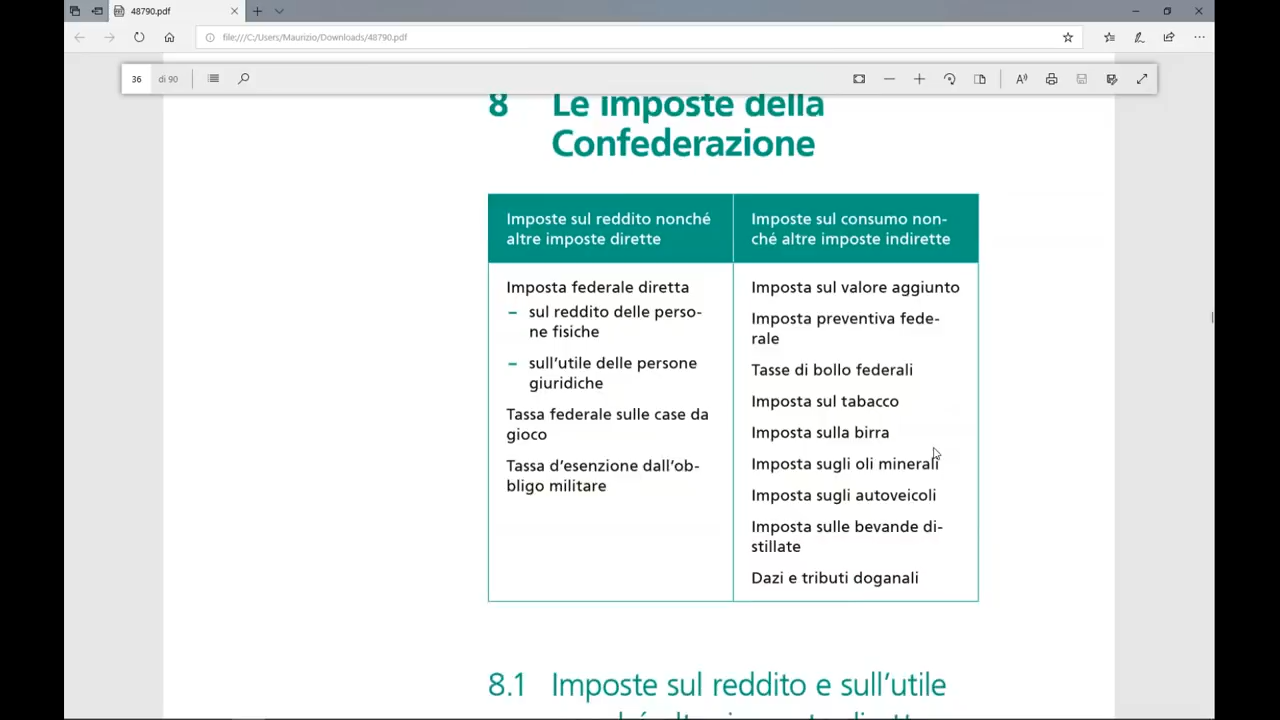 48790.pdf
file:///C:/Users/Maurizio/Downloads/48790.pdf
36 di 90
8 Le imposte della
Confederazione
Imposte sul reddito nonché
altre imposte dirette
Imposte sul consumo non-
ché altre imposte indirette
Imposta federale diretta
– sul reddito delle perso-
ne fisiche
– sull’utile delle persone
giuridiche
Tassa federale sulle case da
gioco
Tassa d’esenzione dall’ob-
bligo militare
Imposta sul valore aggiunto
Imposta preventiva fede-
rale
Tasse di bollo federali
Imposta sul tabacco
Imposta sulla birra
Imposta sugli oli minerali
Imposta sugli autoveicoli
Imposta sulle bevande di-
stillate
Dazi e tributi doganali
8.1 Imposte sul reddito e sull’utile